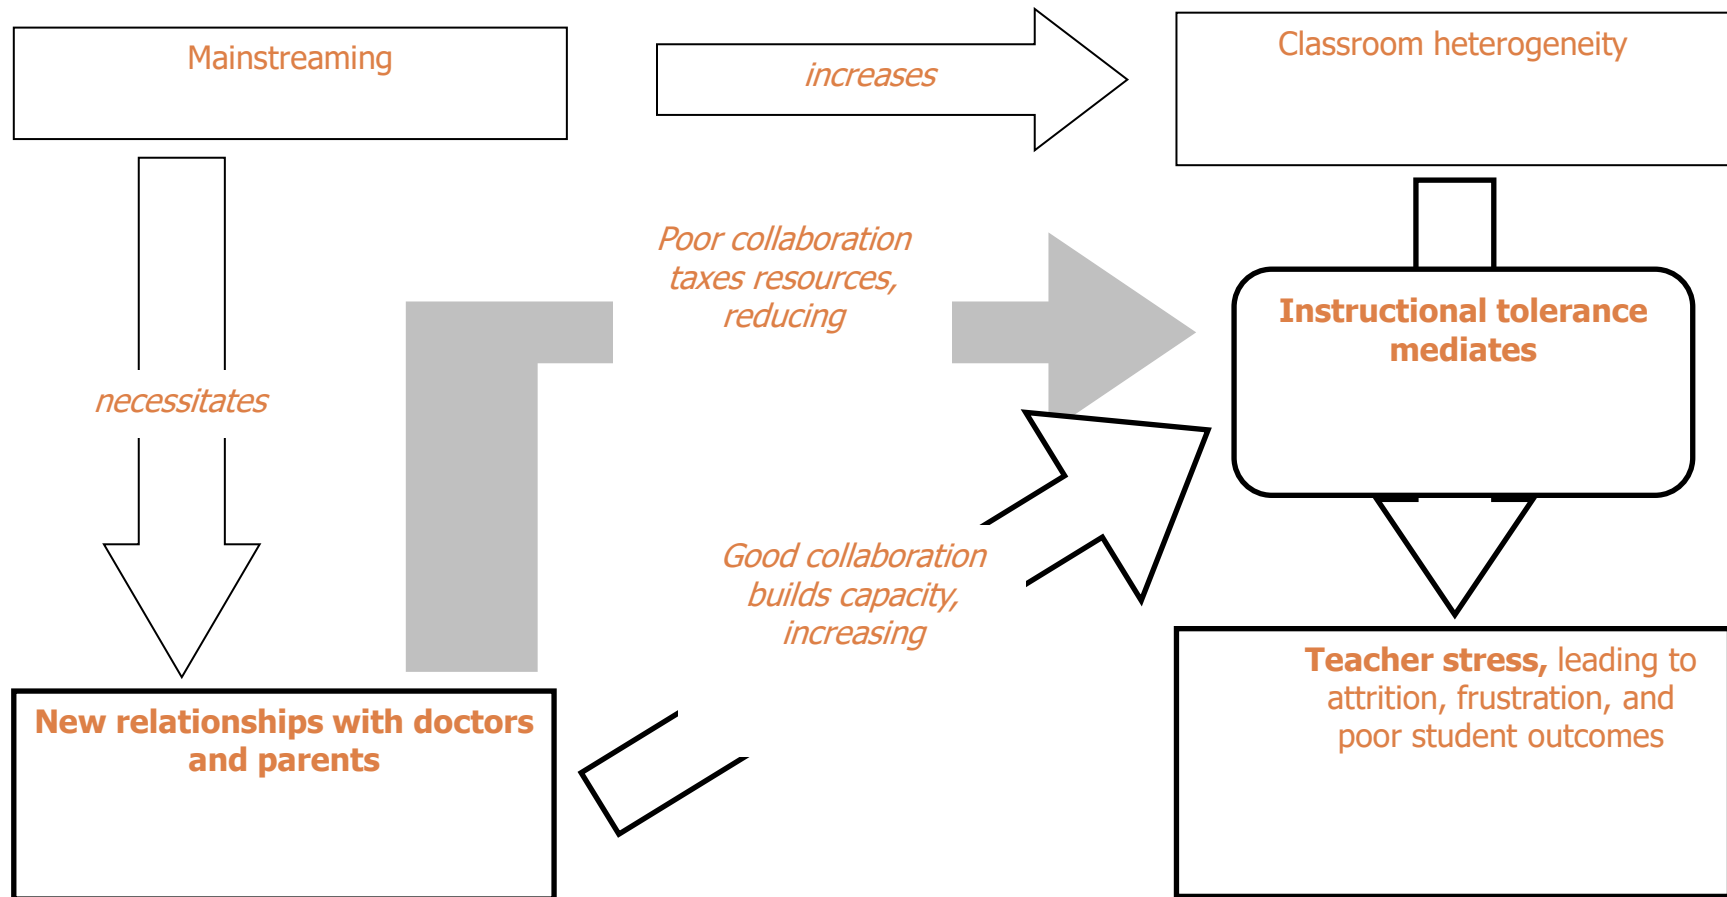 Mainstreaming
increases
Classroom heterogeneity
Poor collaboration
taxes resources,
reducing
Instructional tolerance
mediates
necessitates
Good collaboration
builds capacity,
increasing
New relationships with doctors
and parents
Teacher stress, leading to
attrition, frustration, and
poor student outcomes